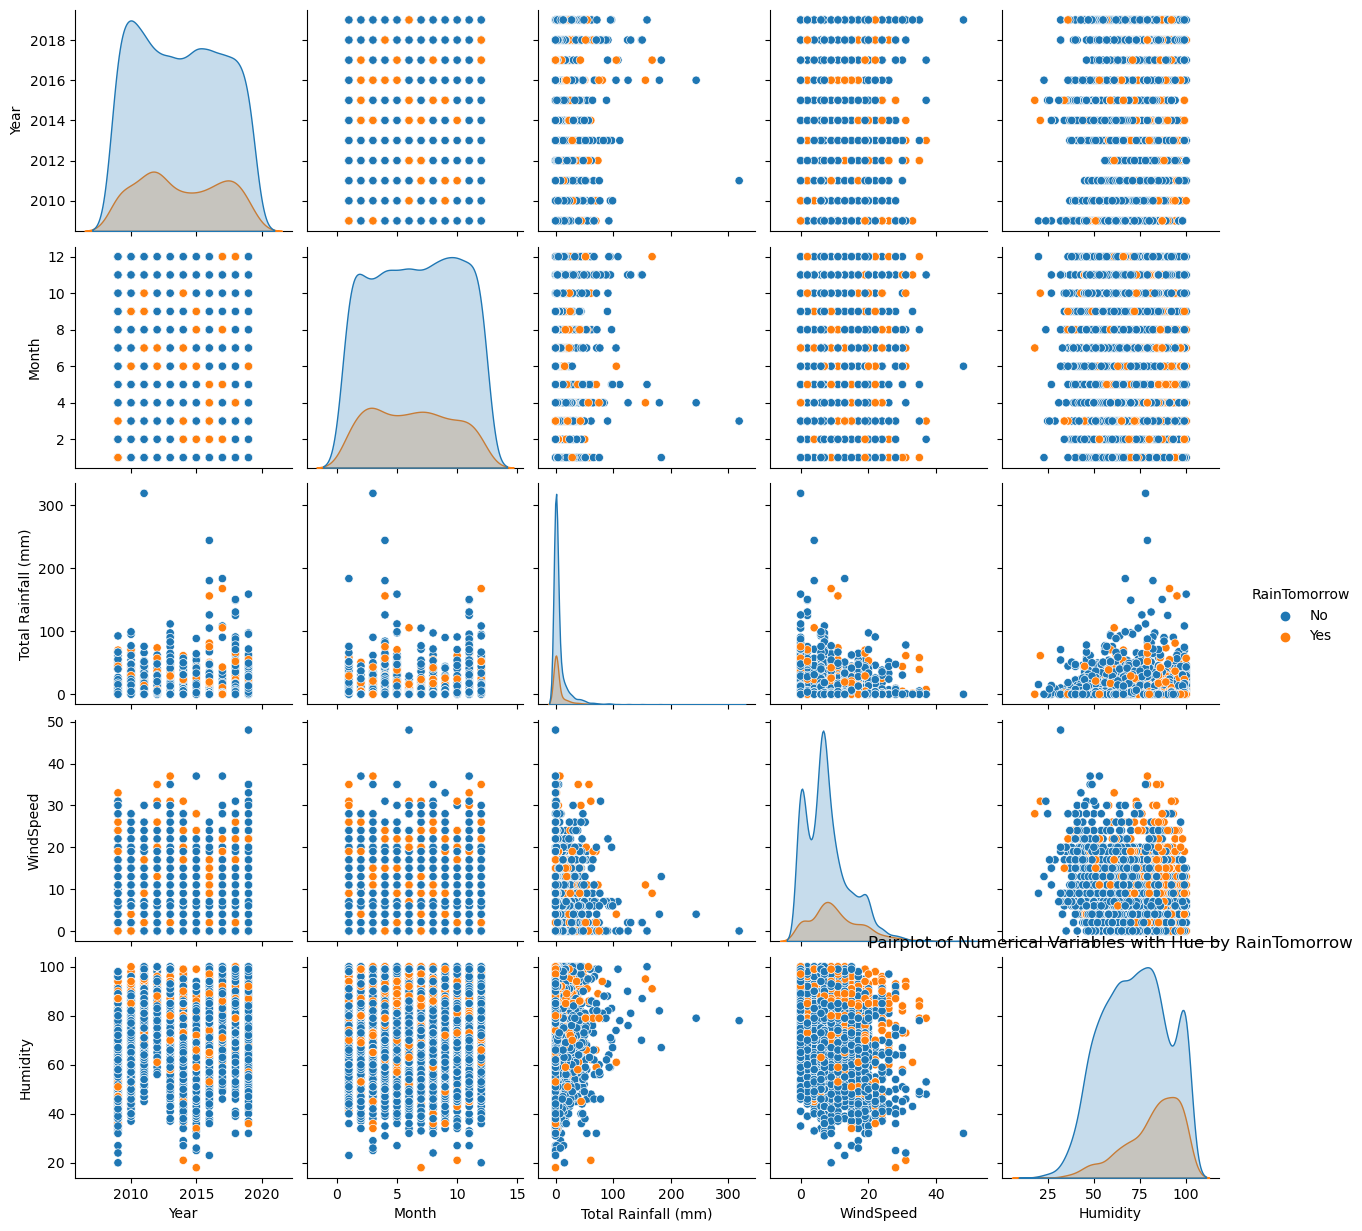 2018
2016
2014
2012
2010
Year
12
10
8
6
4
2
Month
300
200
100
0
Total Rainfall (mm)
RainTomorrow
No
Yes
50
40
30
20
10
0
WindSpeed
Pairplot of Numerical Variables with Hue by RainTomorrow
100
80
60
40
20
Humidity
2010 2015 2020
0 5 10 15
0 100 200 300
0 20 40
25 50 75 100
Year
Month
Total Rainfall (mm)
WindSpeed
Humidity